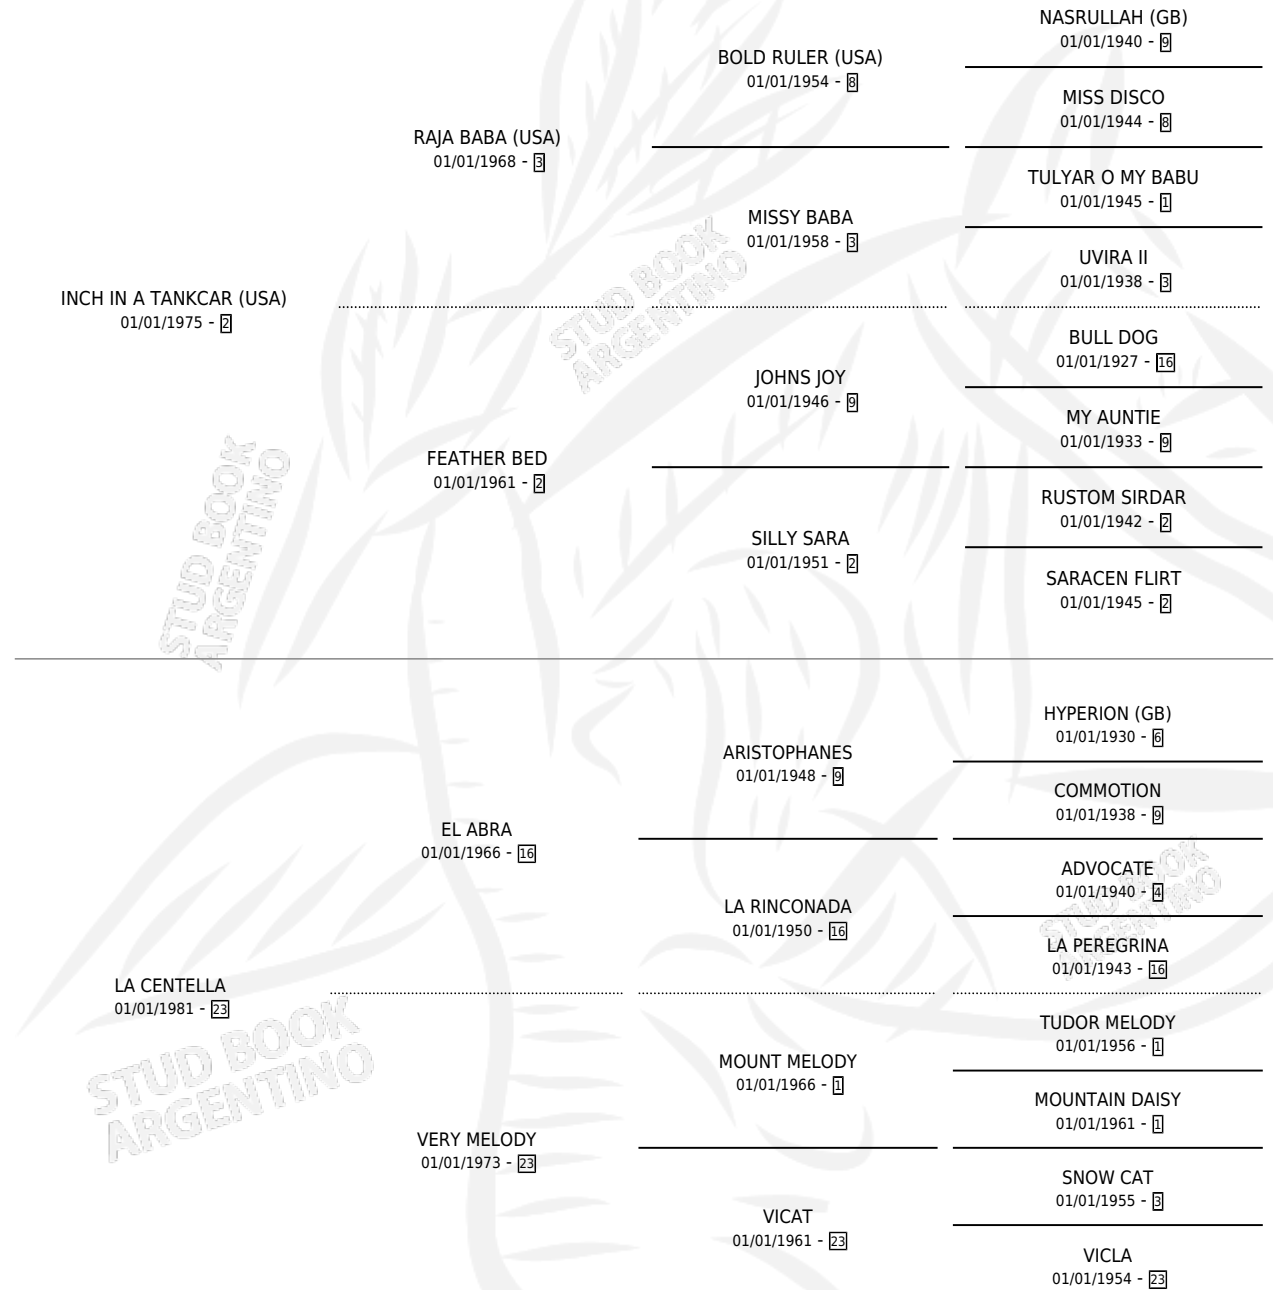 NASRULLAH (GB)
01/01/1940 - 9
BOLD RULER (USA)
01/01/1954 - 8
MISS DISCO
01/01/1944 - 8
RAJA BABA (USA)
01/01/1968 - 3
TULYAR O MY BABU
01/01/1945 - 1
MISSY BABA
01/01/1958 - 3
UVIRA II
01/01/1938 - 3
INCH IN A TANKCAR (USA)
01/01/1975 - 2
BULL DOG
01/01/1927 - 16
JOHNS JOY
01/01/1946 - 9
MY AUNTIE
01/01/1933 - 9
FEATHER BED
01/01/1961 - 2
RUSTOM SIRDAR
01/01/1942 - 2
SILLY SARA
01/01/1951 - 2
SARACEN FLIRT
01/01/1945 - 2
HYPERION (GB)
01/01/1930 - 6
ARISTOPHANES
01/01/1948 - 9
COMMOTION
01/01/1938 - 9
EL ABRA
01/01/1966 - 16
ADVOCATE
01/01/1940 - 4
LA RINCONADA
01/01/1950 - 16
LA PEREGRINA
01/01/1943 - 16
LA CENTELLA
01/01/1981 - 23
TUDOR MELODY
01/01/1956 - 1
MOUNT MELODY
01/01/1966 - 1
MOUNTAIN DAISY
01/01/1961 - 1
VERY MELODY
01/01/1973 - 23
SNOW CAT
01/01/1955 - 3
VICAT
01/01/1961 - 23
VICLA
01/01/1954 - 23
STUD BOOK
ARGENTINO
STUD BOOK
ARGENTINO
STUD BOOK
ARGENTINO
STUD BOOK
ARGENTINO